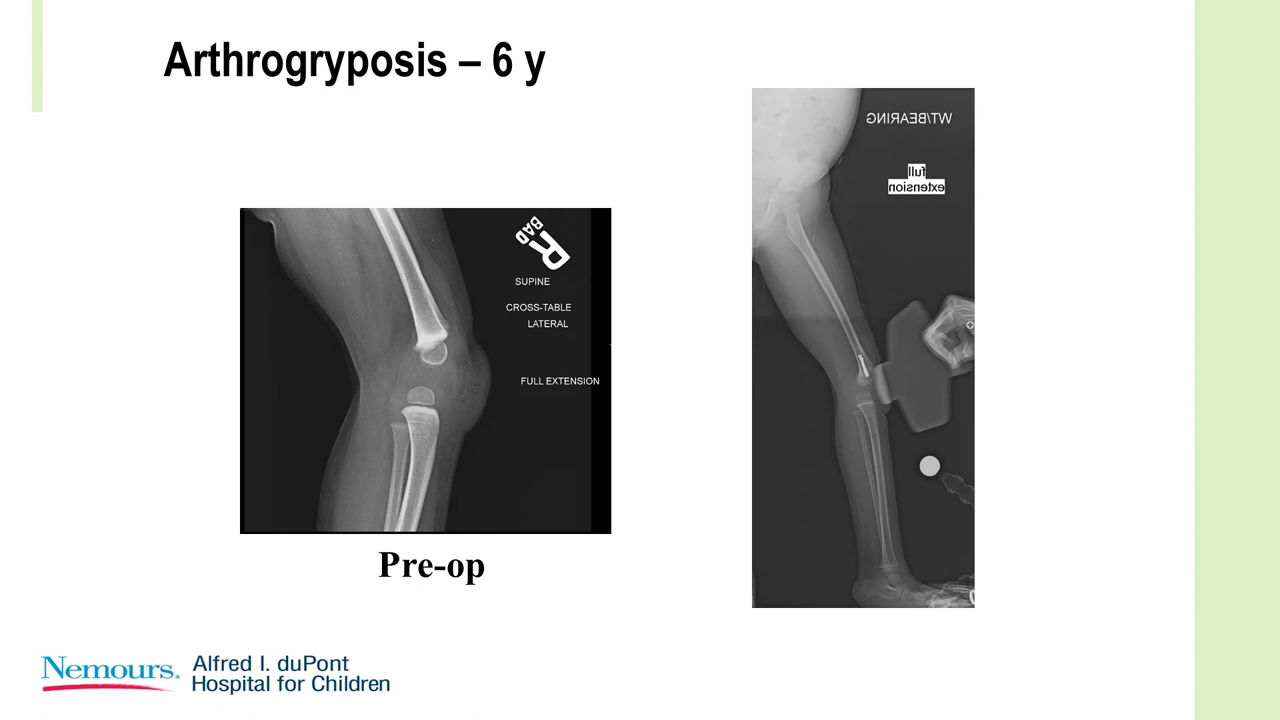 Arthrogryposis – 6 y
WT/BEARING
full
extension
R
BAD
SUPINE
CROSS-TABLE
LATERAL
FULL EXTENSION
Pre-op
Nemours. Alfred I. duPont
Hospital for Children